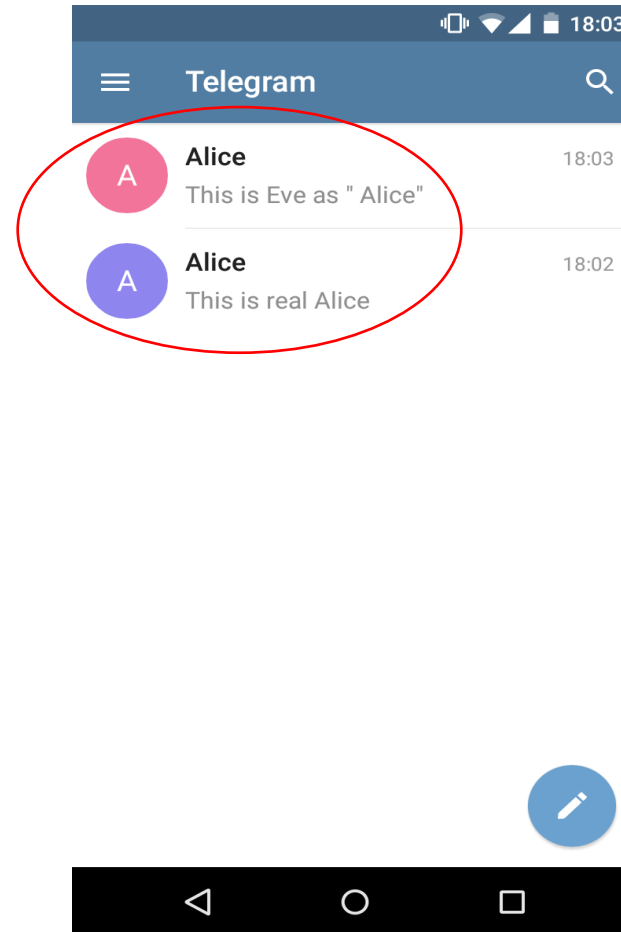 18:03
Telegram
A
Alice
18:03
This is Eve as " Alice"
A
Alice
18:02
This is real Alice